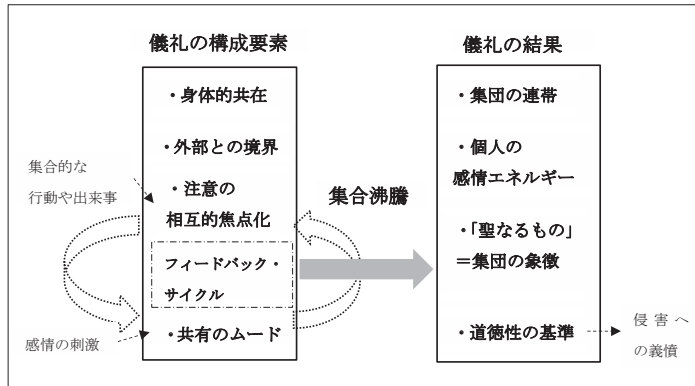 儀礼の構成要素
・身体的共在
・外部との境界
集合的な
行動や出来事
・注意の
相互的焦点化
フィードバック・
サイクル
・共有のムード
感情の刺激
集合沸騰
儀礼の結果
・集団の連帯
・個人の
感情エネルギー
・「聖なるもの」
＝集団の象徴
・道徳性の基準
侵害へ
の義憤